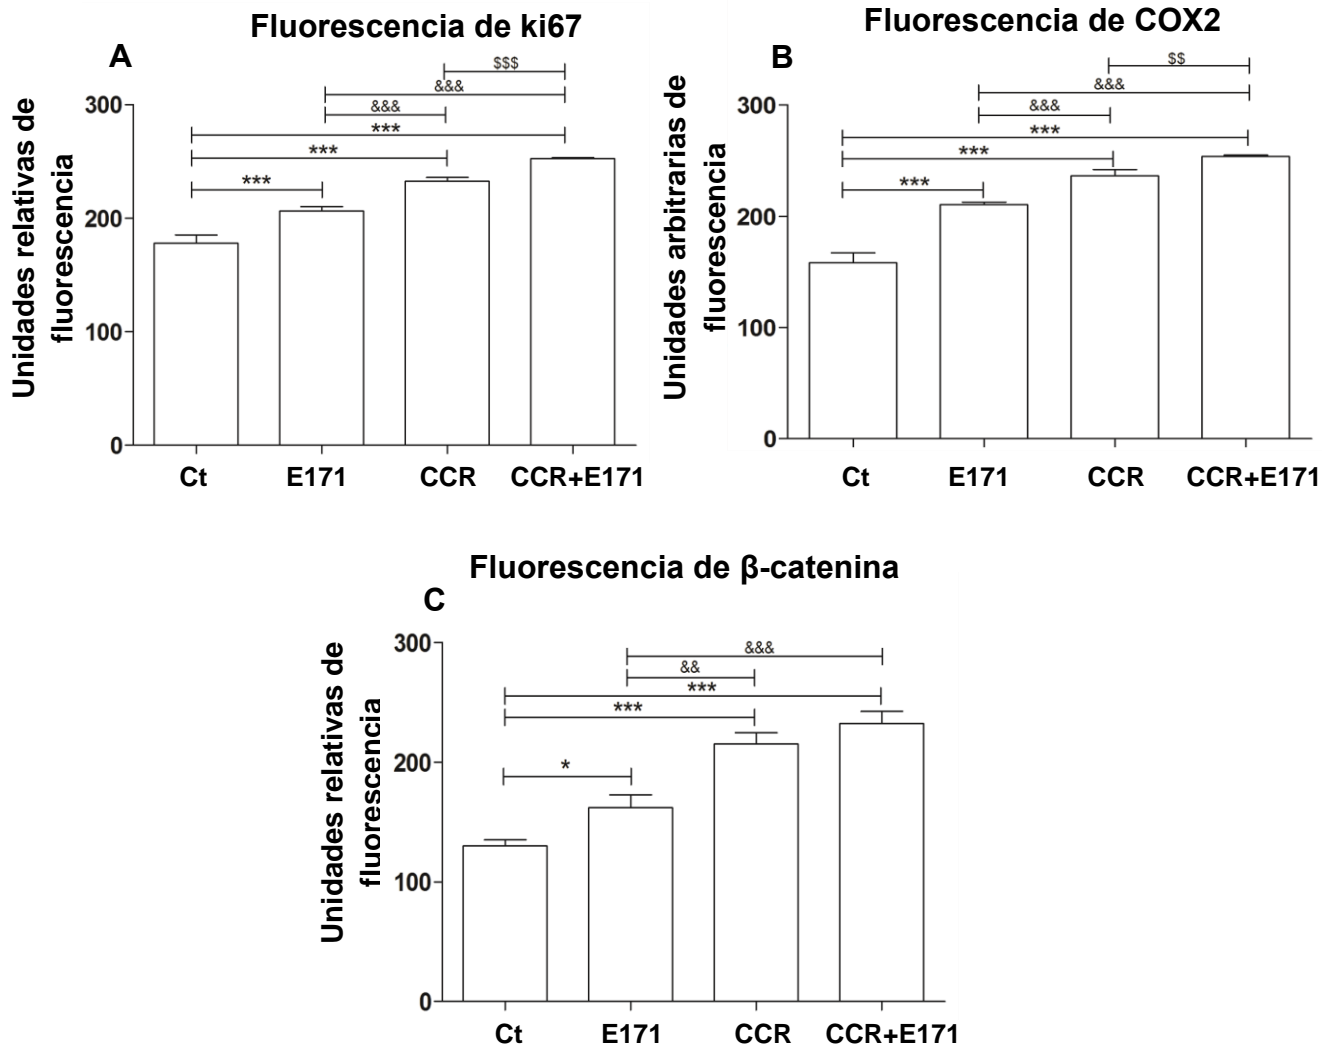 Fluorescencia de ki67
A
$$$
&&&
&&&
***
***
***
300
200
100
0
Unidades relativas de
fluorescencia
Ct E171 CCR CCR+E171
Fluorescencia de COX2
B
$$
&&&
&&&
***
***
***
300
200
100
0
Unidades arbitrarias de
fluorescencia
Ct E171 CCR CCR+E171
Fluorescencia de β-catenina
C
&&&
&&
***
***
*
300
200
100
0
Unidades relativas de
fluorescencia
Ct E171 CCR CCR+E171